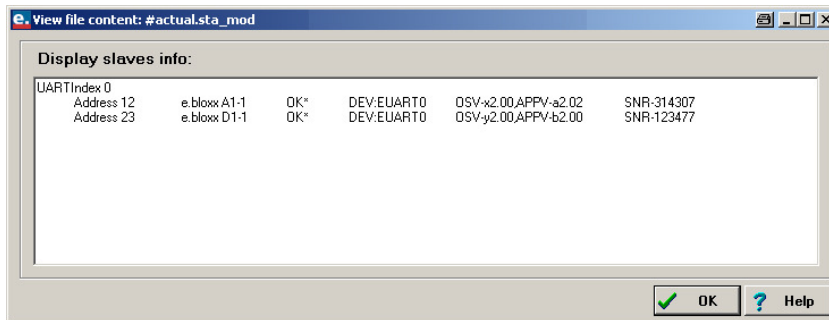 e. View file content: #actual.sta_mod
Display slaves info:
UARTIndex 0
Address 12 e.bloxx A1-1 OK* DEV:EUART0 OSV-x2.00,APPV-a2.02 SNR-314307
Address 23 e.bloxx D1-1 OK* DEV:EUART0 OSV-y2.00,APPV-b2.00 SNR-123477
OK ? Help